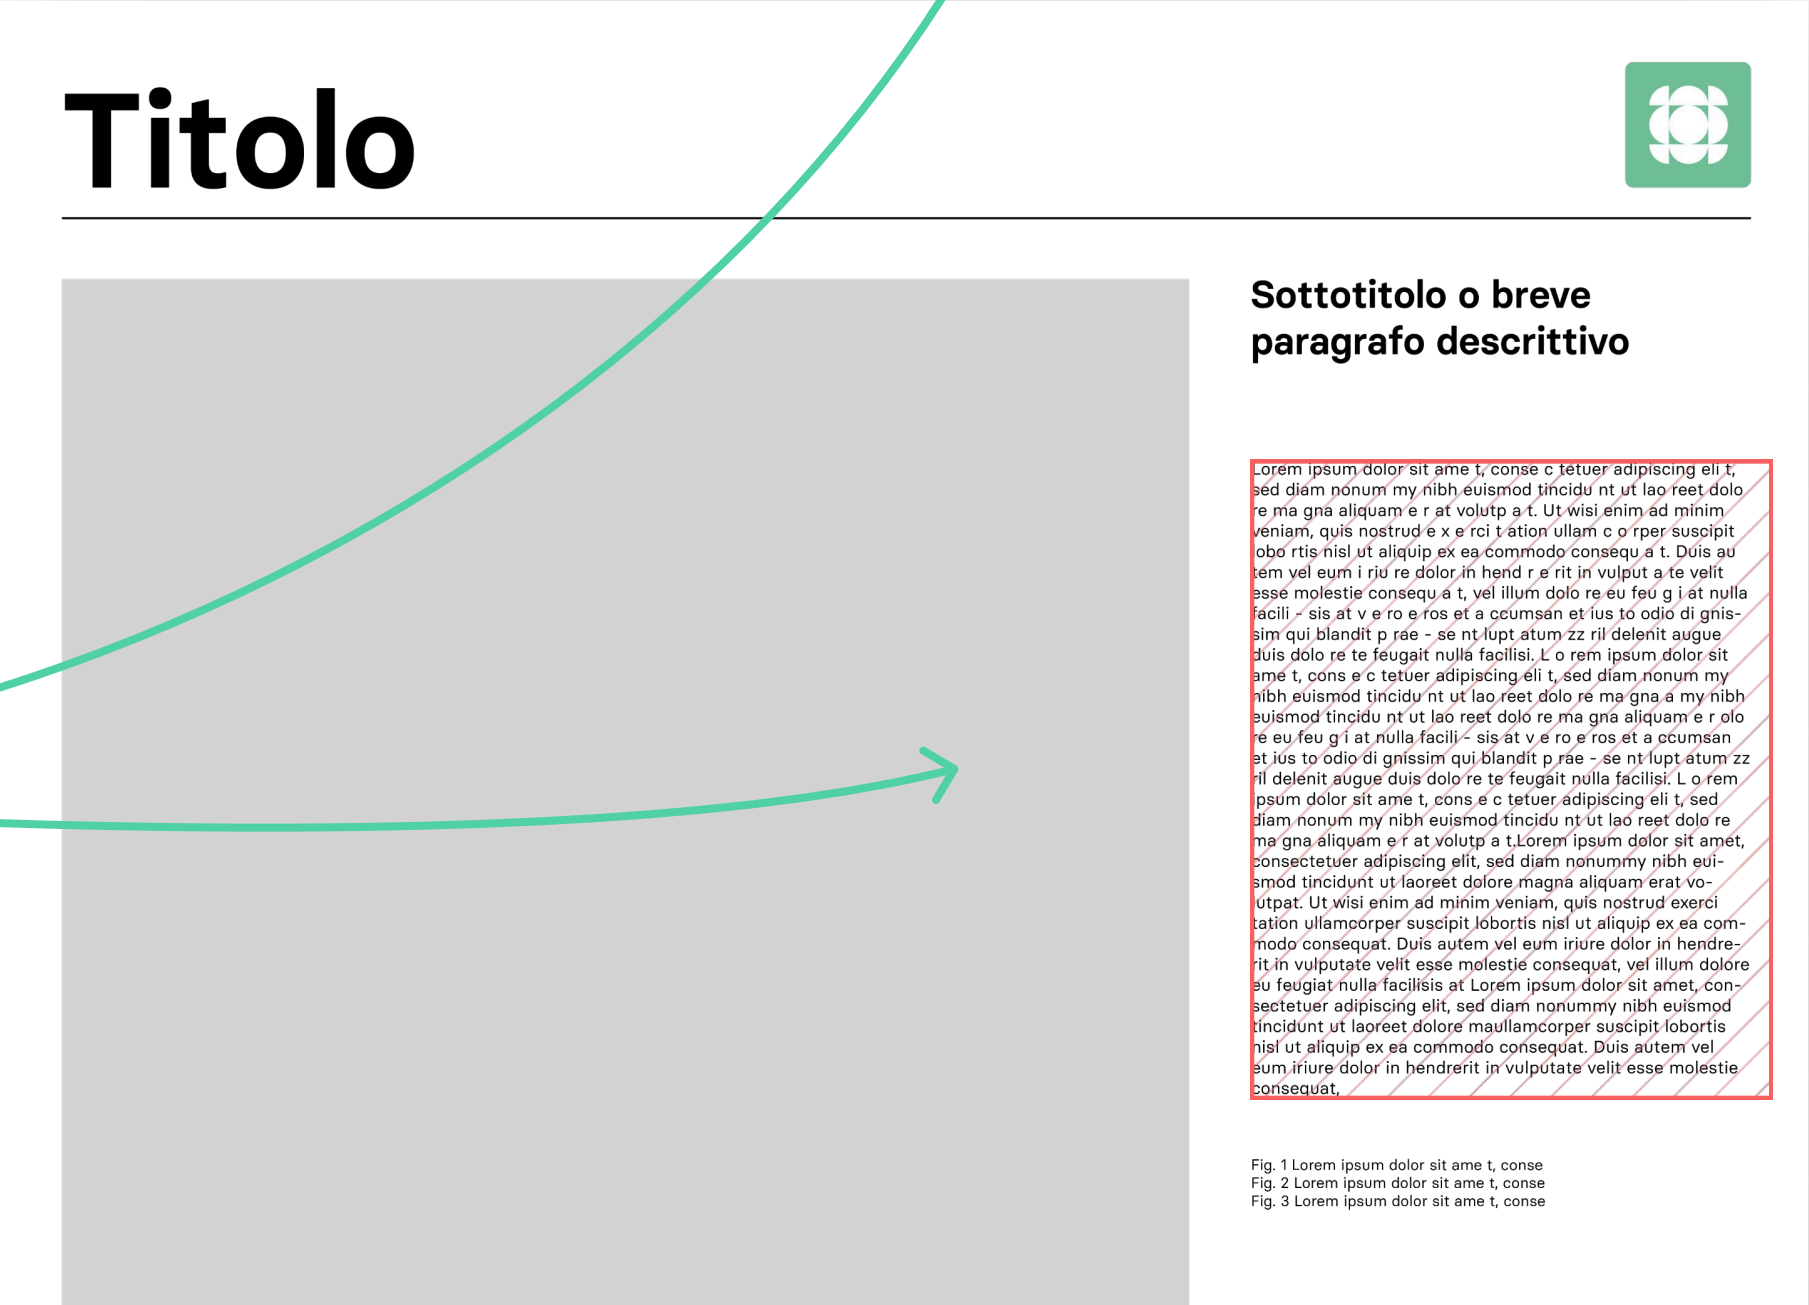 Titolo
Sottotitolo o breve
paragrafo descrittivo
Lorem ipsum dolor sit ame t, conse c tetuer adipiscing eli t,
sed diam nonum my nibh euismod tincidu nt ut lao reet dolo
re ma gna aliquam e r at volutp a t. Ut wisi enim ad minim
veniam, quis nostrud e x e rci t ation ullam c o rper suscipit
lobo rtis nisl ut aliquip ex ea commodo consequ a t. Duis au
tem vel eum i riu re dolor in hend r e rit in vulput a te velit
esse molestie consequ a t, vel illum dolo re eu feu g i at nulla
facili - sis at v e ro e ros et a ccumsan et ius to odio di gnis-
sim qui blandit p rae - se nt lupt atum zz ril delenit augue
duis dolo re te feugait nulla facilisi. L o rem ipsum dolor sit
ame t, cons e c tetuer adipiscing eli t, sed diam nonum my
nibh euismod tincidu nt ut lao reet dolo re ma gna a my nibh
euismod tincidu nt ut lao reet dolo re ma gna aliquam e r olo
re eu feu g i at nulla facili - sis at v e ro e ros et a ccumsan
et ius to odio di gnissim qui blandit p rae - se nt lupt atum zz
ril delenit augue duis dolo re te feugait nulla facilisi. L o rem
ipsum dolor sit ame t, cons e c tetuer adipiscing eli t, sed
diam nonum my nibh euismod tincidu nt ut lao reet dolo re
ma gna aliquam e r at volutp a t.Lorem ipsum dolor sit amet,
consectetuer adipiscing elit, sed diam nonummy nibh eui-
smod tincidunt ut laoreet dolore magna aliquam erat vo-
lutpat. Ut wisi enim ad minim veniam, quis nostrud exerci
tation ullamcorper suscipit lobortis nisl ut aliquip ex ea com-
modo consequat. Duis autem vel eum iriure dolor in hendre-
rit in vulputate velit esse molestie consequat, vel illum dolore
eu feugiat nulla facilisis at Lorem ipsum dolor sit amet, con-
sectetuer adipiscing elit, sed diam nonummy nibh euismod
tincidunt ut laoreet dolore maullamcorper suscipit lobortis
nisl ut aliquip ex ea commodo consequat. Duis autem vel
eum iriure dolor in hendrerit in vulputate velit esse molestie
consequat,
Fig. 1 Lorem ipsum dolor sit ame t, conse
Fig. 2 Lorem ipsum dolor sit ame t, conse
Fig. 3 Lorem ipsum dolor sit ame t, conse